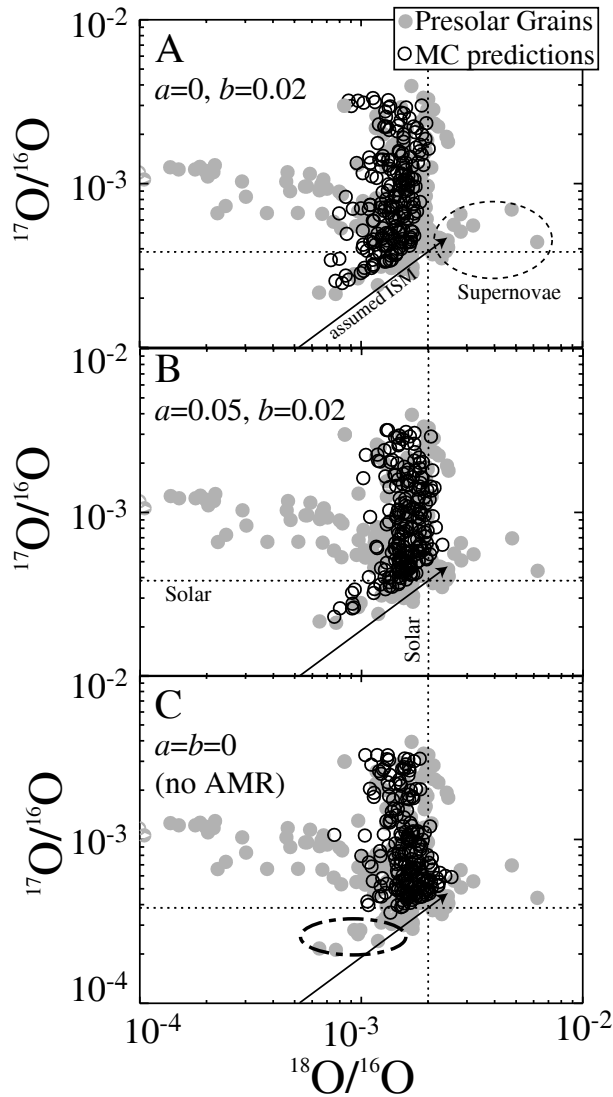 10⁻²
Presolar Grains
MC predictions
A
a=0, b=0.02
¹⁷O/¹⁶O
10⁻³
assumed ISM
Supernovae
10⁻²
B
a=0.05, b=0.02
¹⁷O/¹⁶O
10⁻³
Solar
Solar
10⁻²
C
a=b=0
(no AMR)
¹⁷O/¹⁶O
10⁻³
10⁻⁴
10⁻⁴ 10⁻³ 10⁻²
¹⁸O/¹⁶O